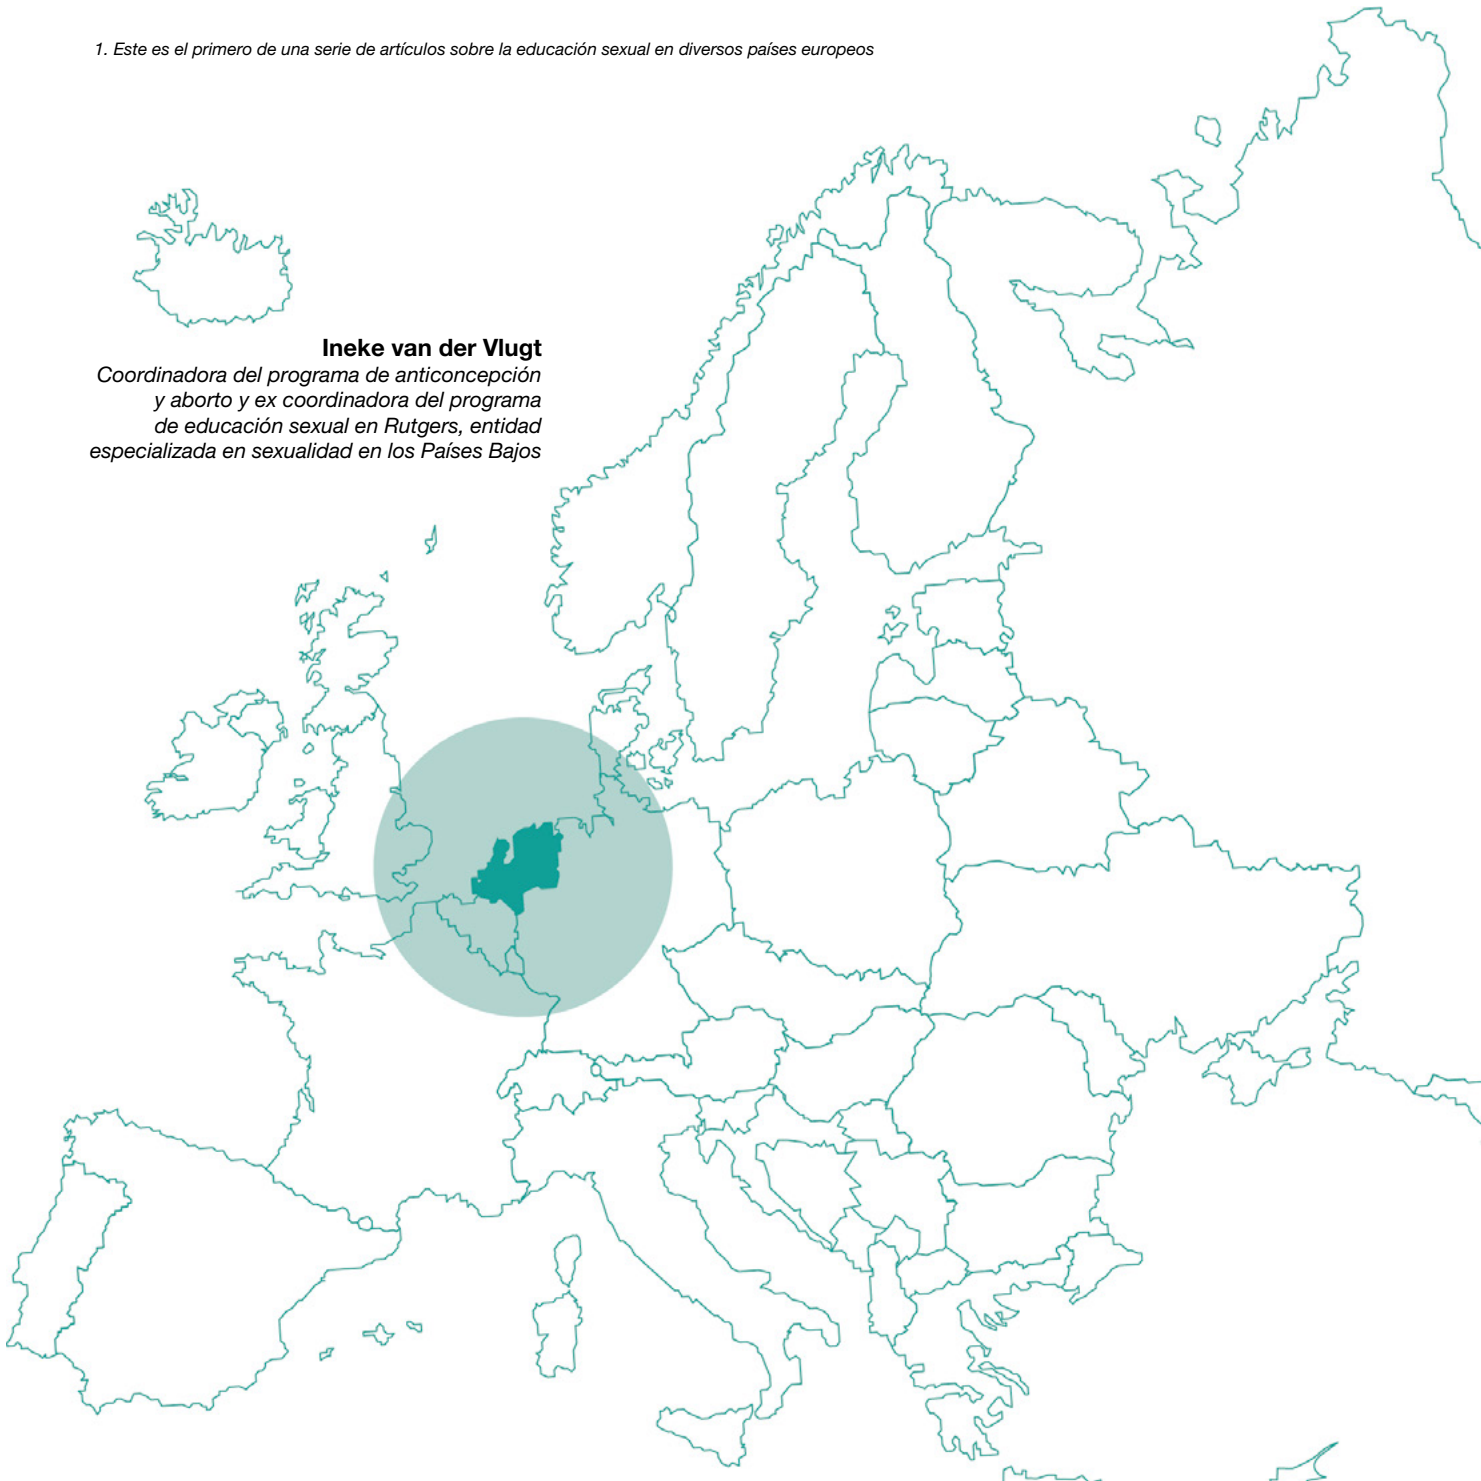 1. Este es el primero de una serie de artículos sobre la educación sexual en diversos países europeos
Ineke van der Vlugt
Coordinadora del programa de anticoncepción
y aborto y ex coordinadora del programa
de educación sexual en Rutgers, entidad
especializada en sexualidad en los Países Bajos